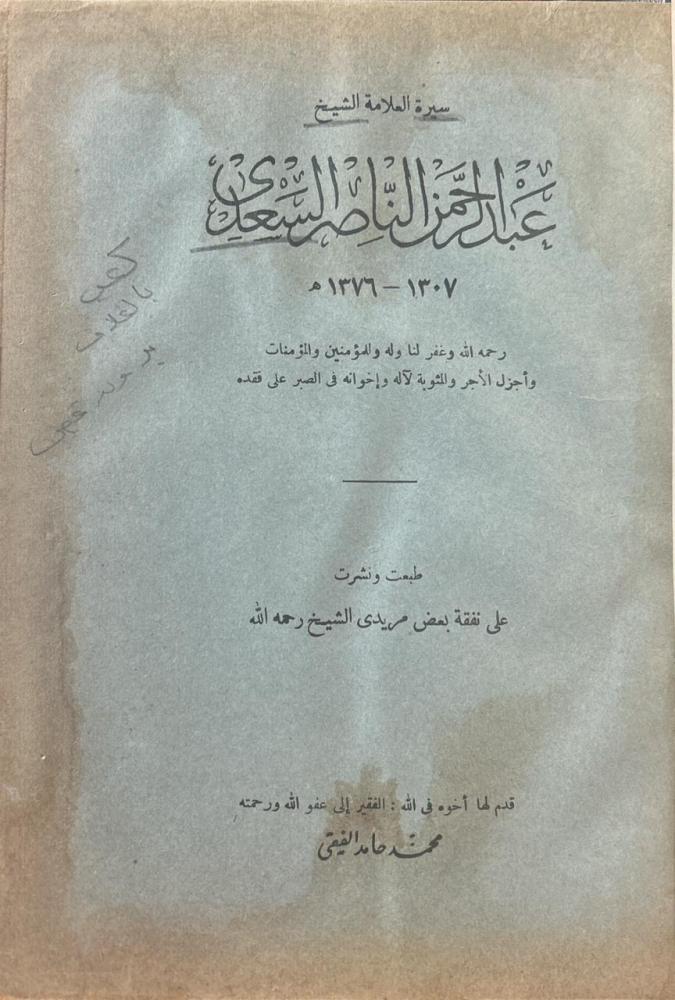 سيرة العلامة الشيخ
عبد الرحمن الناصر السعدي
١٣٠٧ – ١٣٧٦ ه
رحمه الله وغفر لنا وله وللمؤمنين والمؤمنات
وأجزل الأجر والمثوبة لآله وإخوانه فى الصبر على فقده
طبعت ونشرت
على نفقة بعض مريدى الشيخ رحمه الله
قدم لها أخوه فى الله : الفقير إلى عفو الله ورحمته
محمد حامد الفيقى